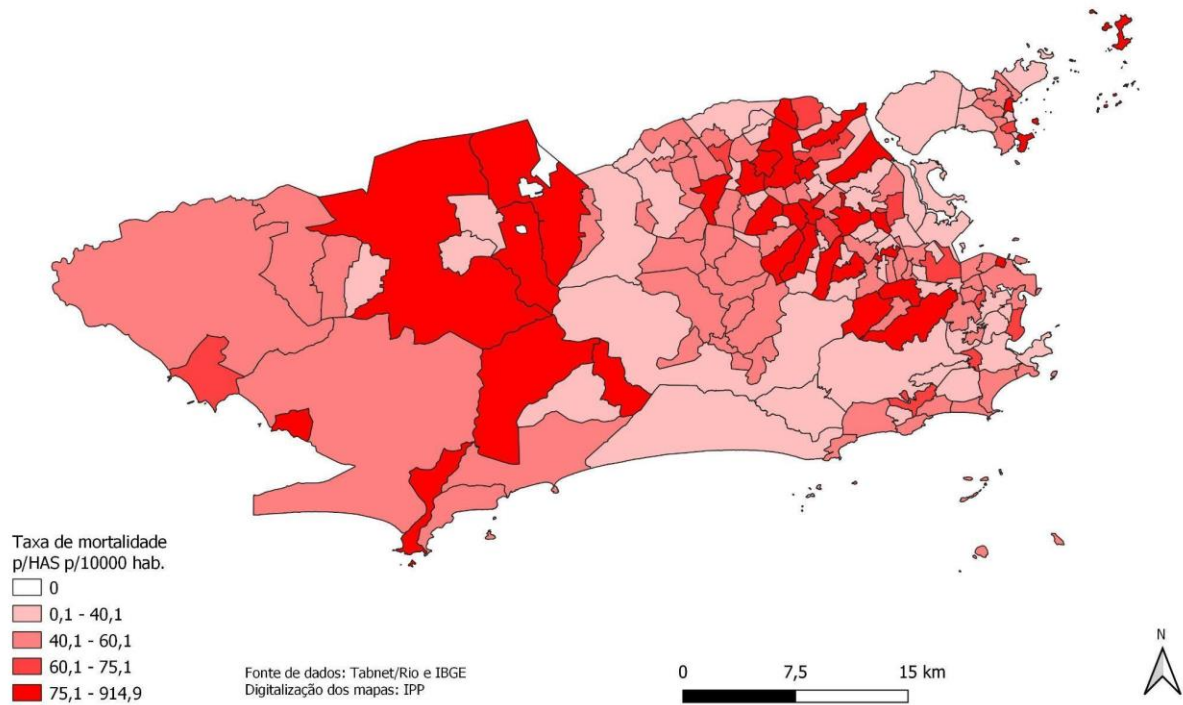 Taxa de mortalidade
p/HAS p/10000 hab.
0
0,1 - 40,1
40,1 - 60,1
60,1 - 75,1
75,1 - 914,9
Fonte de dados: Tabnet/Rio e IBGE
Digitalização dos mapas: IPP
0 7,5 15 km
N